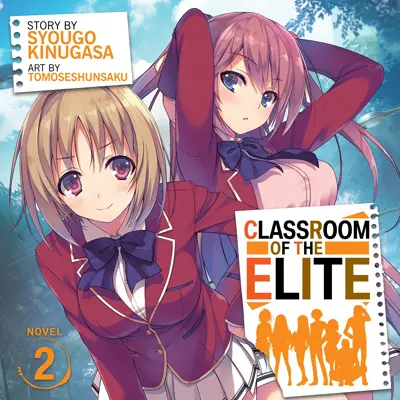 STORY BY
SYOUGO
KINUGASA
ART BY
TOMOSESHUNSAKU
CLASSROOM
OF THE
ELITE
NOVEL
2